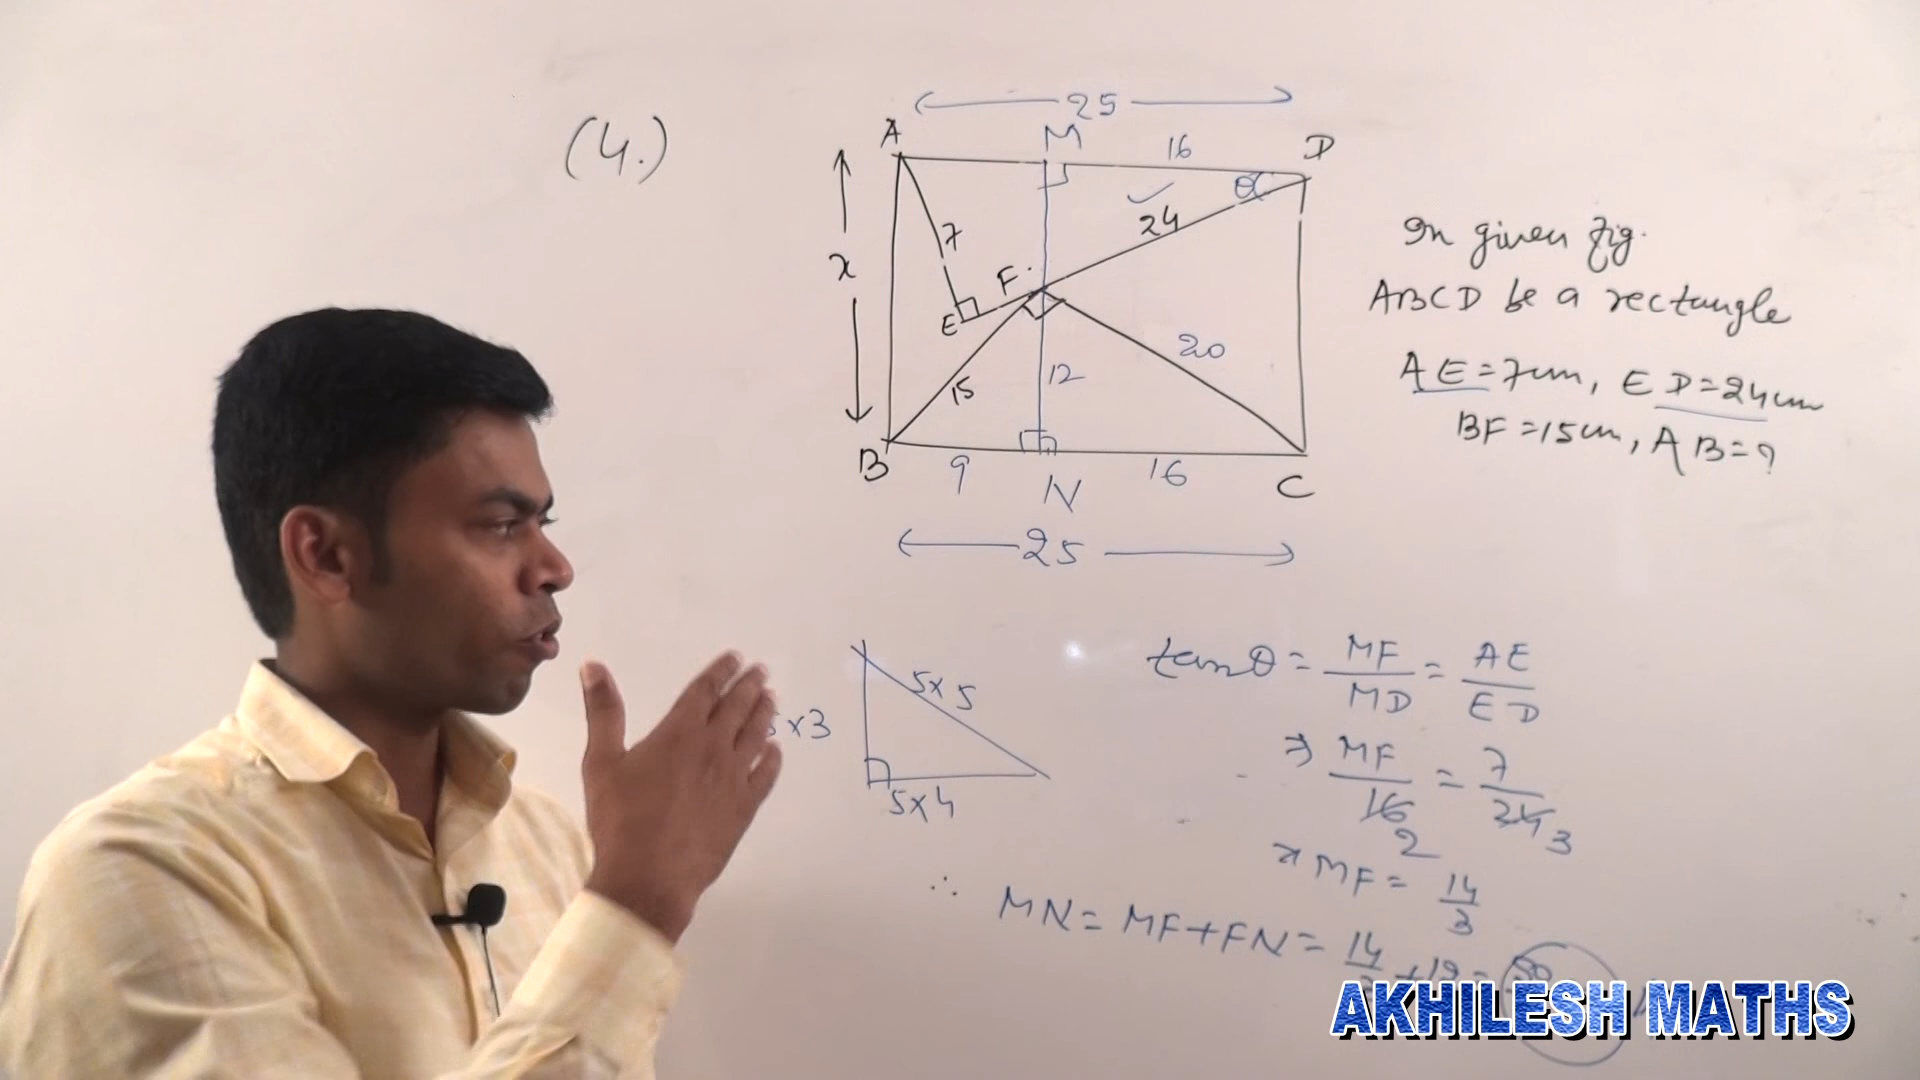 (4.)
25
A M 16 D
θ
24
7
x
F.
E
20
15 12
B 9 N 16 C
25
In given fig.
ABCD be a rectangle
AE=7cm, ED=24cm
BF=15cm, AB=?
5×5
×3
5×4
tanθ = MF/MD = AE/ED
⇒ MF/16 = 7/24 3
2
MF = 14/3
∴ MN = MF+FN = 14/3 +12 =
AKHILESH MATHS